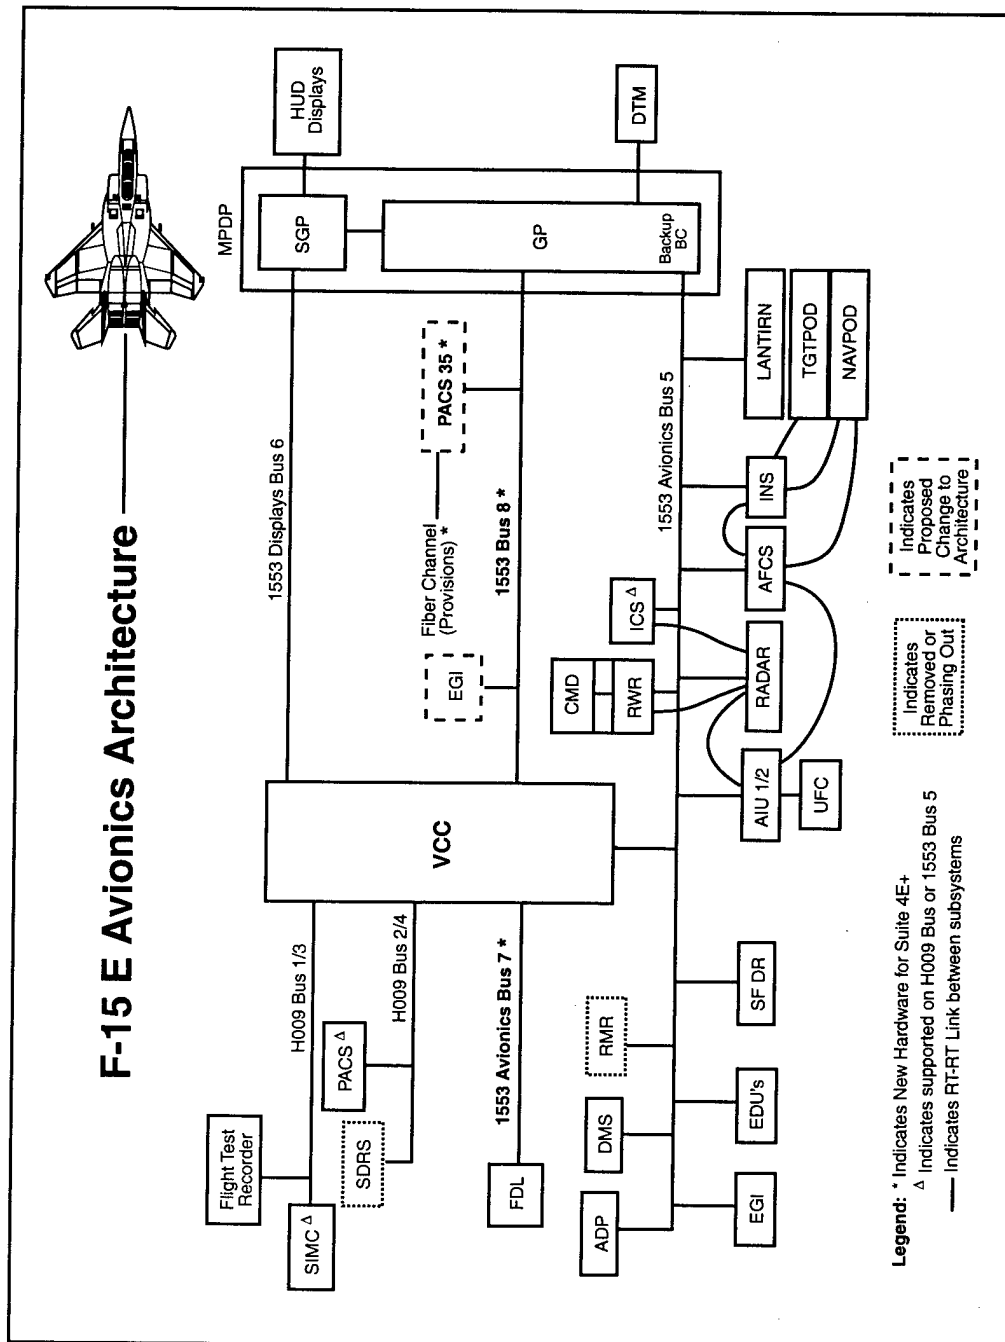 F-15 E Avionics Architecture
Flight Test
Recorder
SIMC Δ
H009 Bus 1/3
PACS Δ
SDRS
H009 Bus 2/4
FDL
1553 Avionics Bus 7 *
VCC
1553 Displays Bus 6
MPDP
SGP
HUD
Displays
Fiber Channel
(Provisions) *
PACS 35 *
EGI
1553 Bus 8 *
GP
Backup
BC
DTM
ADP
DMS
RMR
EGI
EDU's
SF DR
CMD
RWR
ICS Δ
1553 Avionics Bus 5
AIU 1/2
UFC
RADAR
AFCS
INS
LANTIRN
TGTPOD
NAVPOD
Legend: * Indicates New Hardware for Suite 4E+
Δ Indicates supported on H009 Bus or 1553 Bus 5
— Indicates RT-RT Link between subsystems
Indicates
Removed or
Phasing Out
Indicates
Proposed
Change to
Architecture